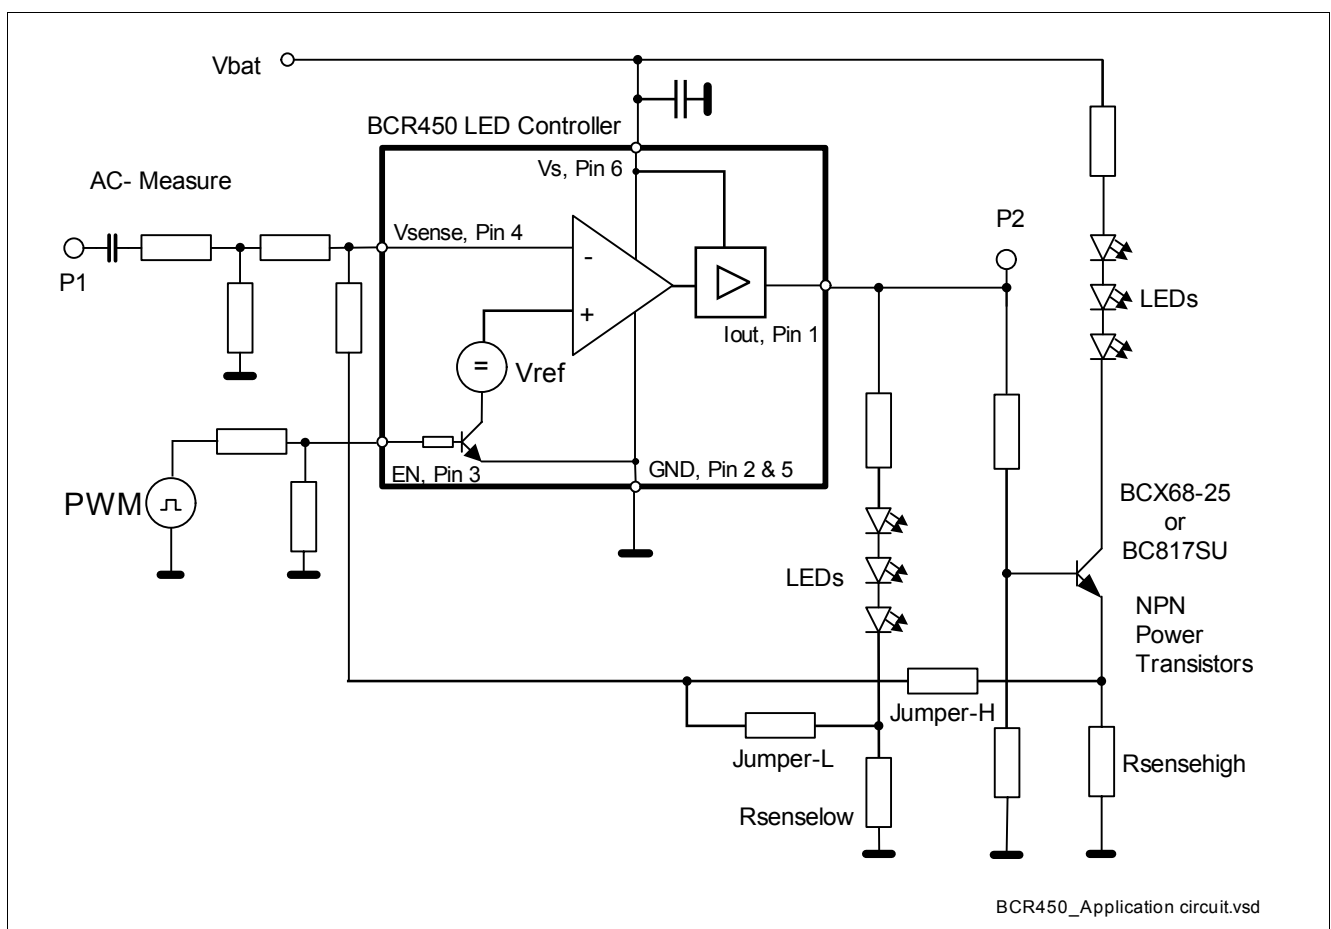 Vbat
BCR450 LED Controller
AC- Measure
Vs, Pin 6
P1
Vsense, Pin 4
-
+
=
Vref
Iout, Pin 1
P2
LEDs
EN, Pin 3
GND, Pin 2 & 5
PWM
BCX68-25
or
BC817SU
LEDs
NPN
Power
Transistors
Jumper-H
Jumper-L
Rsensehigh
Rsenselow
BCR450_Application circuit.vsd